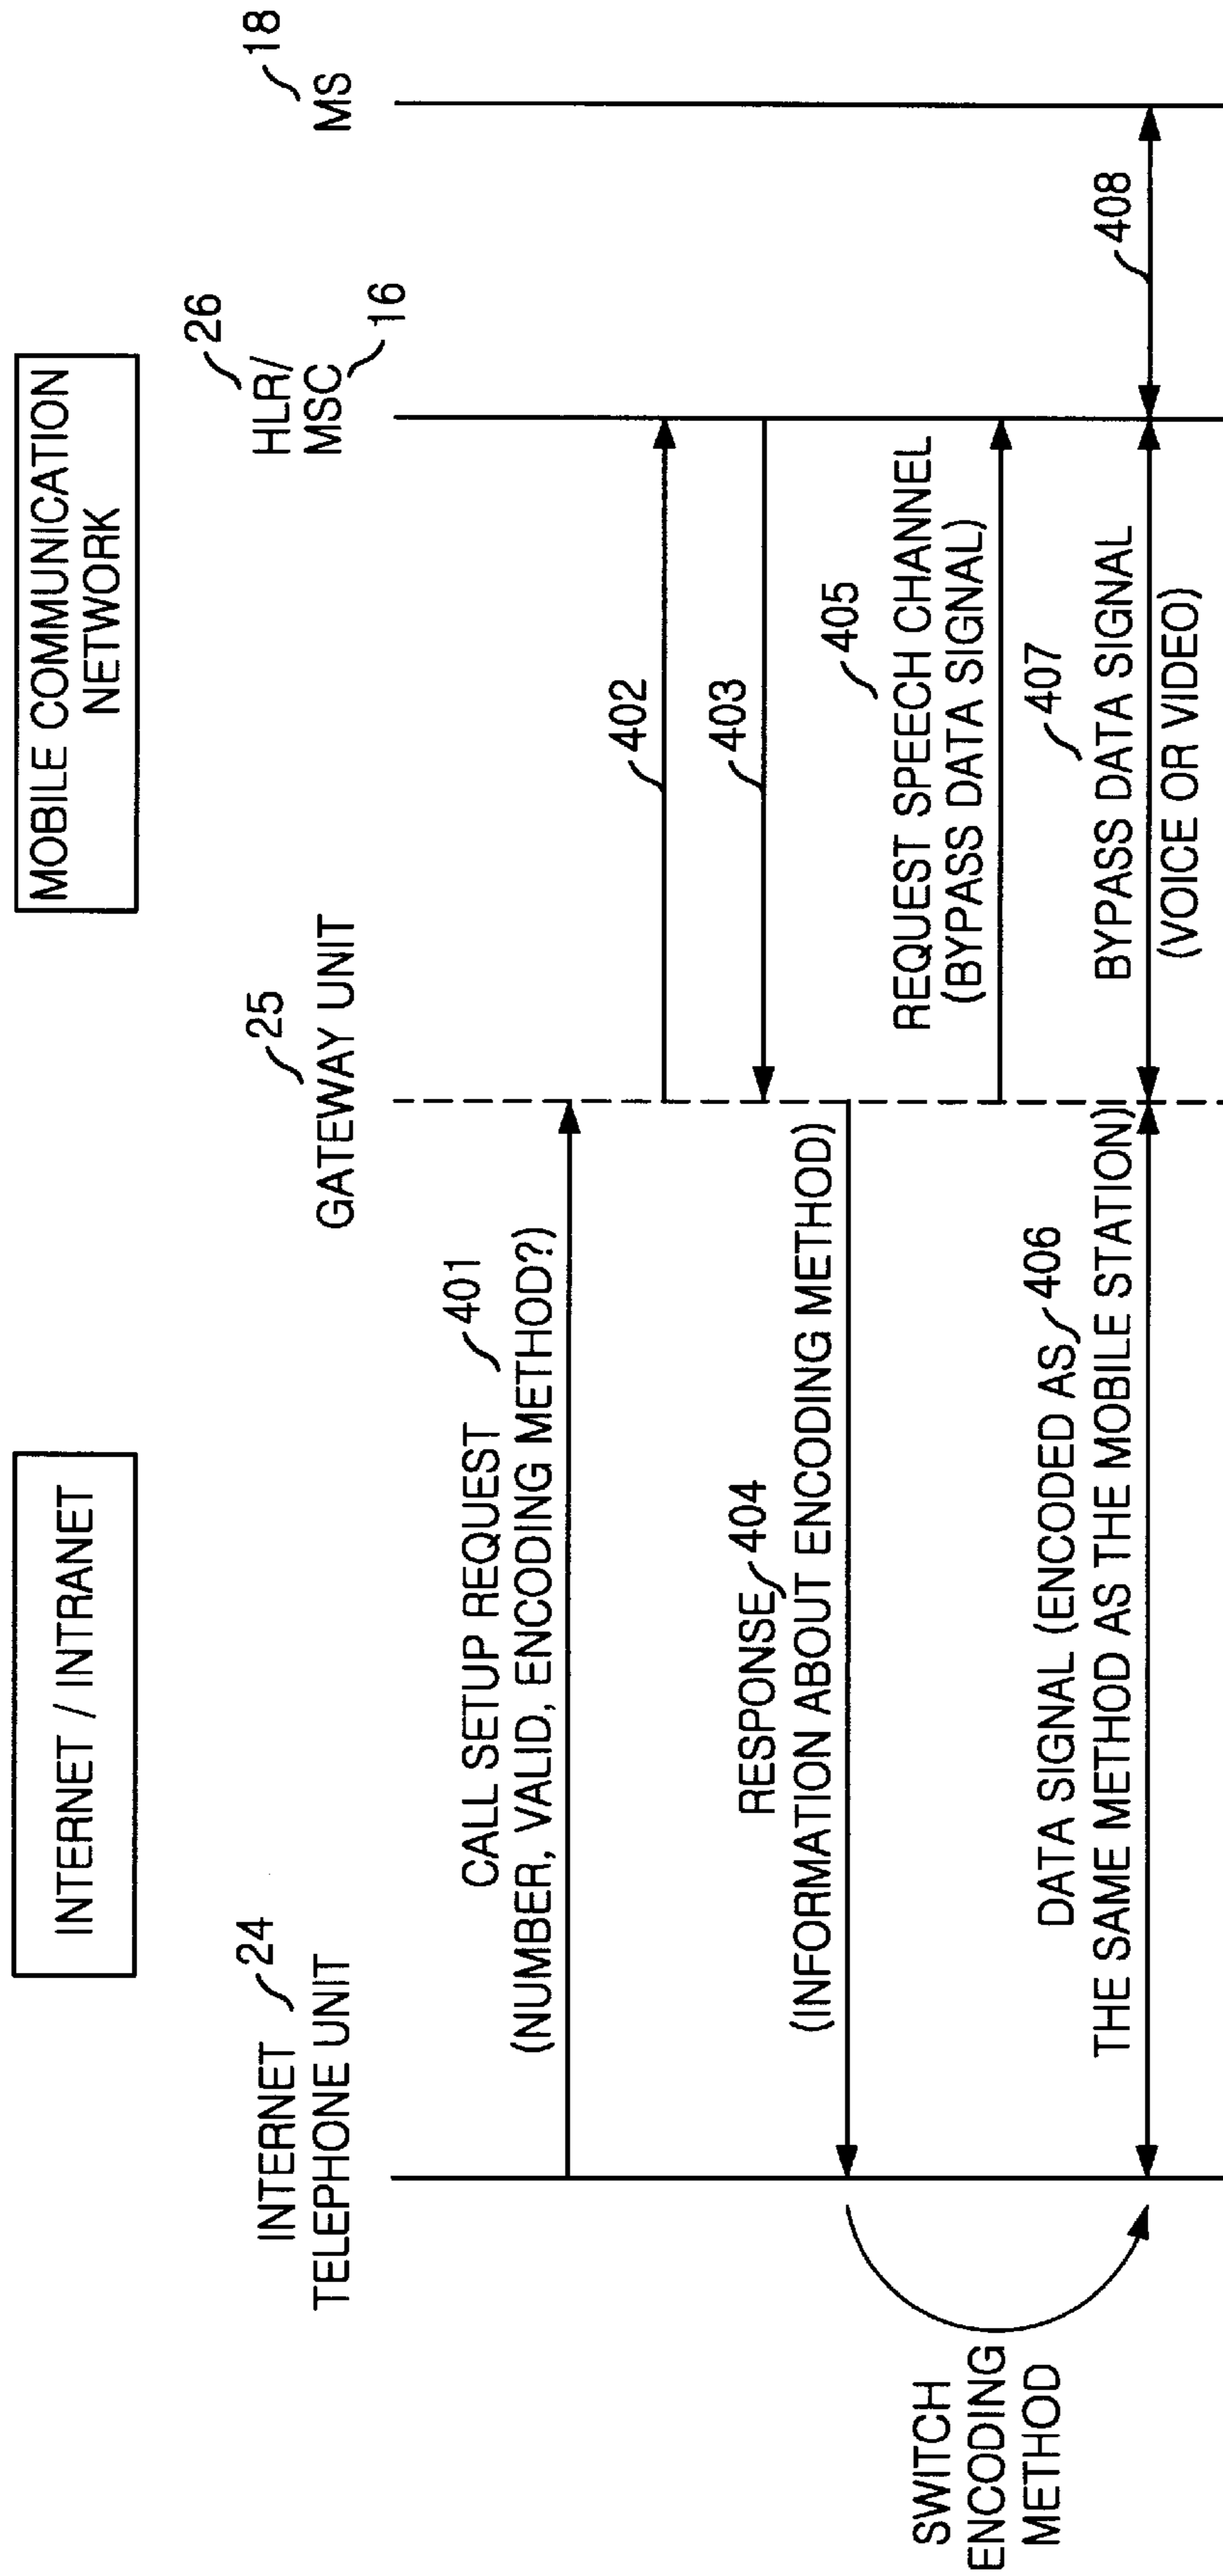 INTERNET / INTRANET
MOBILE COMMUNICATION
NETWORK
INTERNET
TELEPHONE UNIT
24
GATEWAY UNIT
25
HLR/
MSC
26
16
MS
18
CALL SETUP REQUEST
(NUMBER, VALID, ENCODING METHOD?)
401
402
403
RESPONSE
(INFORMATION ABOUT ENCODING METHOD)
404
REQUEST SPEECH CHANNEL
(BYPASS DATA SIGNAL)
405
SWITCH
ENCODING
METHOD
DATA SIGNAL (ENCODED AS
THE SAME METHOD AS THE MOBILE STATION)
406
BYPASS DATA SIGNAL
(VOICE OR VIDEO)
407
408